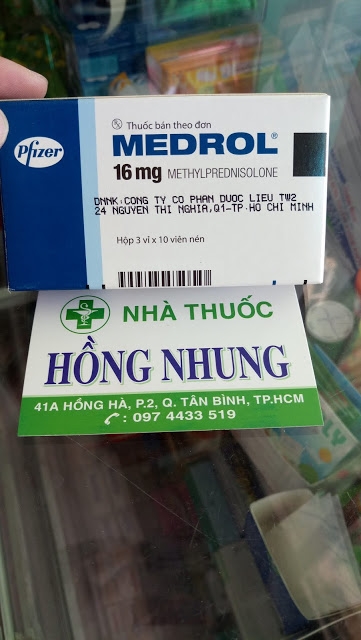 Pfizer
Thuốc bán theo đơn
MEDROL®
16 mg METHYLPREDNISOLONE
DNNK:CONG TY CO PHAN DUOC LIEU TW2
24 NGUYEN THI NGHIA,Q1-TP.HO CHI MINH
Hộp 3 vỉ x 10 viên nén
NHÀ THUỐC
HỒNG NHUNG
41A HỒNG HÀ, P.2, Q. TÂN BÌNH, TP.HCM
: 097 4433 519